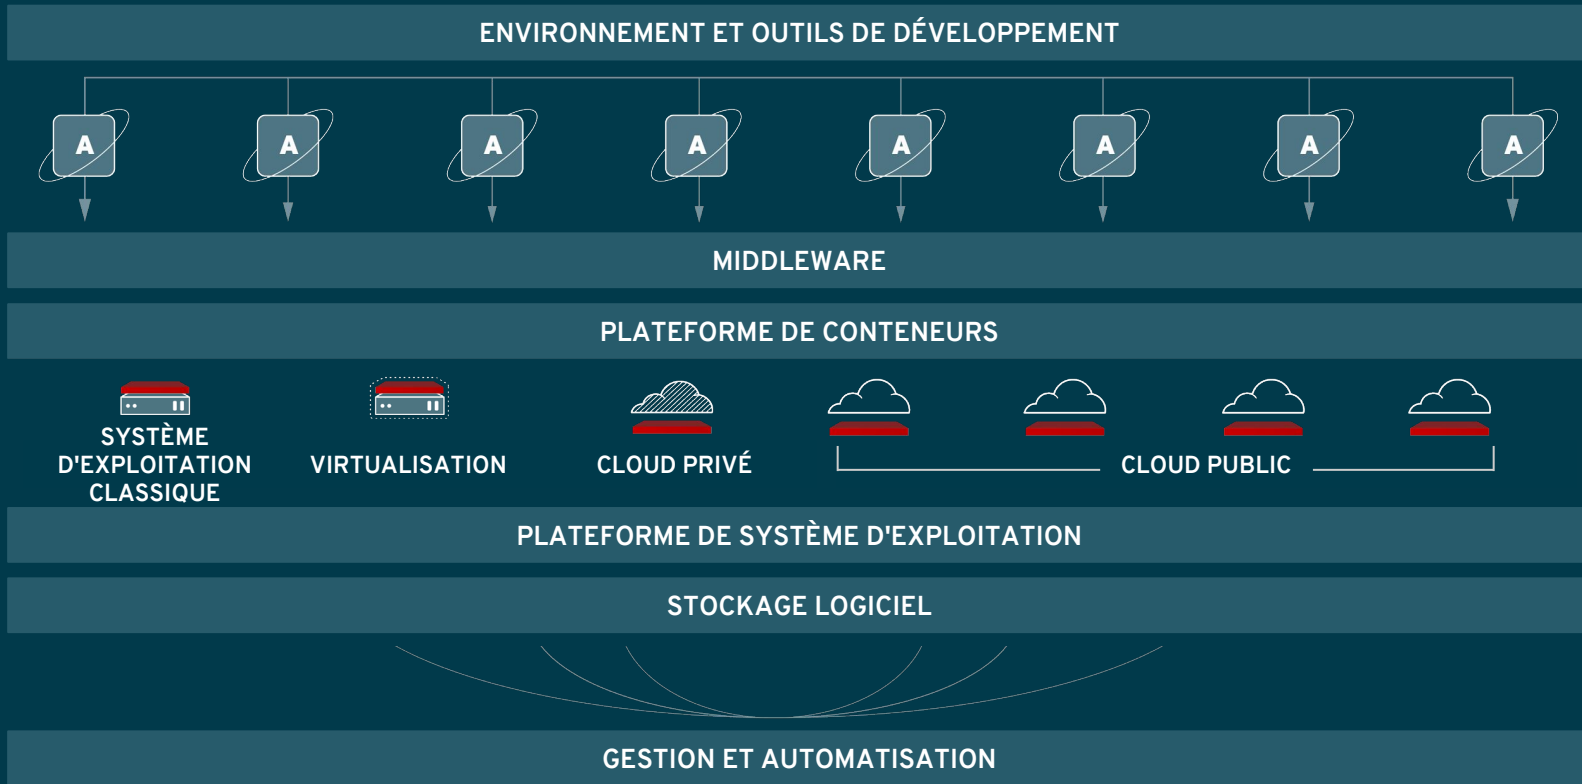 ENVIRONNEMENT ET OUTILS DE DÉVELOPPEMENT
A A A A A A A A
MIDDLEWARE
PLATEFORME DE CONTENEURS
SYSTÈME
D'EXPLOITATION
CLASSIQUE
VIRTUALISATION
CLOUD PRIVÉ
CLOUD PUBLIC
PLATEFORME DE SYSTÈME D'EXPLOITATION
STOCKAGE LOGICIEL
GESTION ET AUTOMATISATION